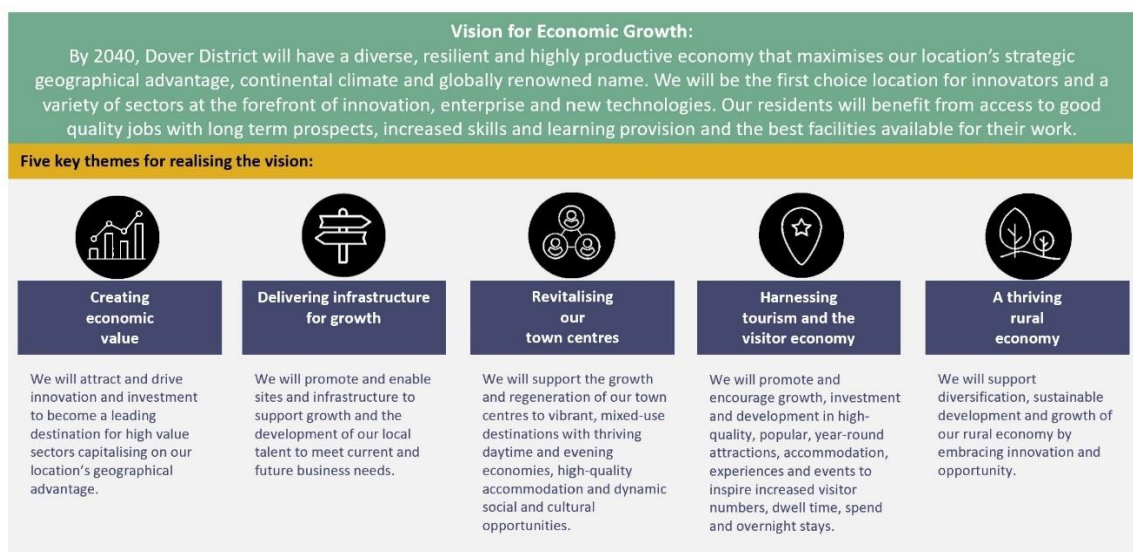 Vision for Economic Growth:
By 2040, Dover District will have a diverse, resilient and highly productive economy that maximises our location's strategic
geographical advantage, continental climate and globally renowned name. We will be the first choice location for innovators and a
variety of sectors at the forefront of innovation, enterprise and new technologies. Our residents will benefit from access to good
quality jobs with long term prospects, increased skills and learning provision and the best facilities available for their work.
Five key themes for realising the vision:
Creating
economic
value
We will attract and drive
innovation and investment
to become a leading
destination for high value
sectors capitalising on our
location's geographical
advantage.
Delivering infrastructure
for growth
We will promote and enable
sites and infrastructure to
support growth and the
development of our local
talent to meet current and
future business needs.
Revitalising
our
town centres
We will support the growth
and regeneration of our town
centres to vibrant, mixed-use
destinations with thriving
daytime and evening
economies, high-quality
accommodation and dynamic
social and cultural
opportunities.
Harnessing
tourism and the
visitor economy
We will promote and
encourage growth, investment
and development in high-
quality, popular, year-round
attractions, accommodation,
experiences and events to
inspire increased visitor
numbers, dwell time, spend
and overnight stays.
A thriving
rural
economy
We will support
diversification, sustainable
development and growth of
our rural economy by
embracing innovation and
opportunity.